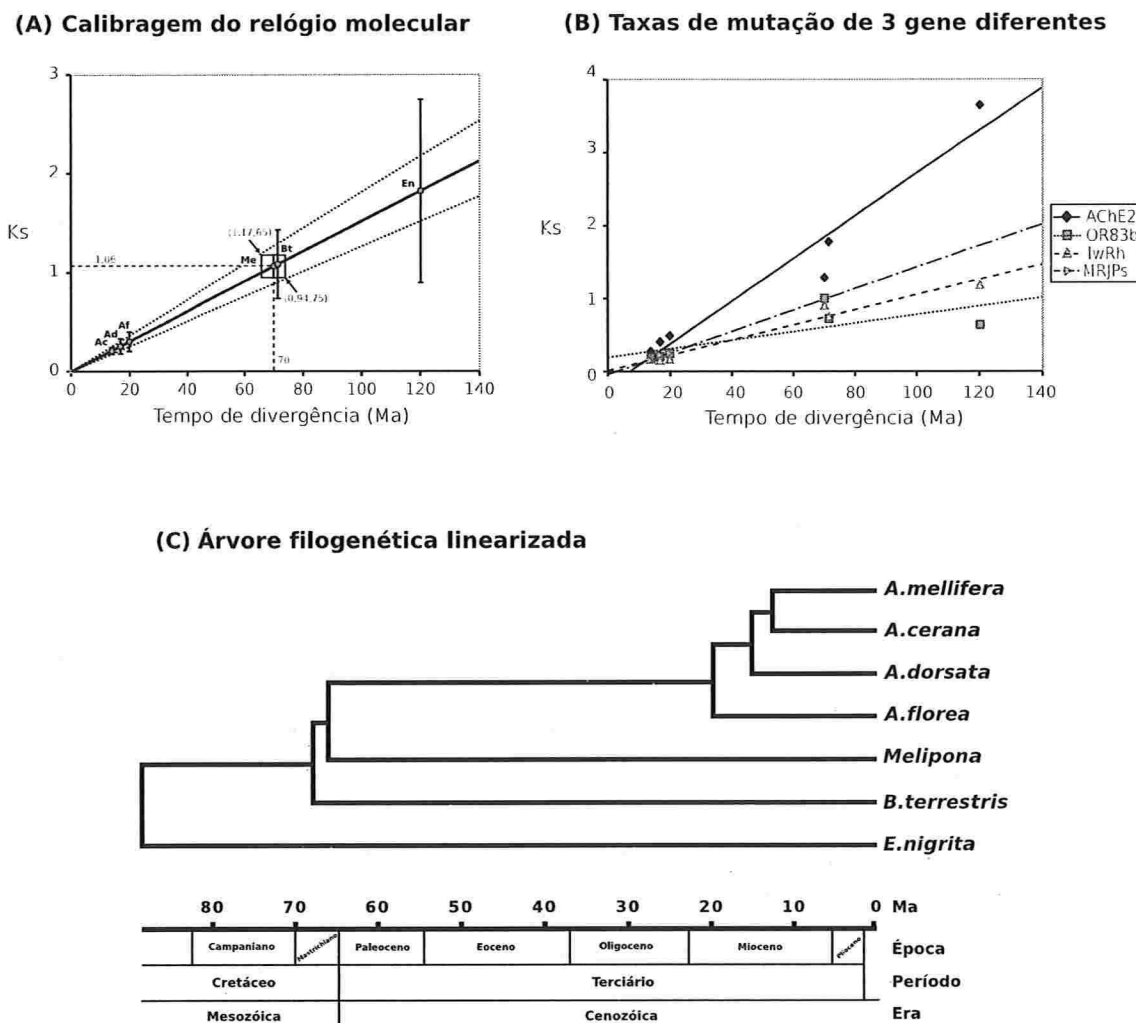 (A) Calibragem do relógio molecular
3
2
1
0
Ks
(1,17,65)
Me
Bt
En
1,06
Ac
Ad
Af
(0,94,75)
70
0 20 40 60 80 100 120 140
Tempo de divergência (Ma)
(B) Taxas de mutação de 3 gene diferentes
4
3
2
1
0
Ks
0 20 40 60 80 100 120 140
Tempo de divergência (Ma)
AChE2
OR83b
lwRh
MRJPs
(C) Árvore filogenética linearizada
A.mellifera
A.cerana
A.dorsata
A.florea
Melipona
B.terrestris
E.nigrita
80 70 60 50 40 30 20 10 0 Ma
Campaniano Mastrichiano Paleoceno Eoceno Oligoceno Mioceno Plioceno Época
Cretáceo Terciário Período
Mesozóica Cenozóica Era